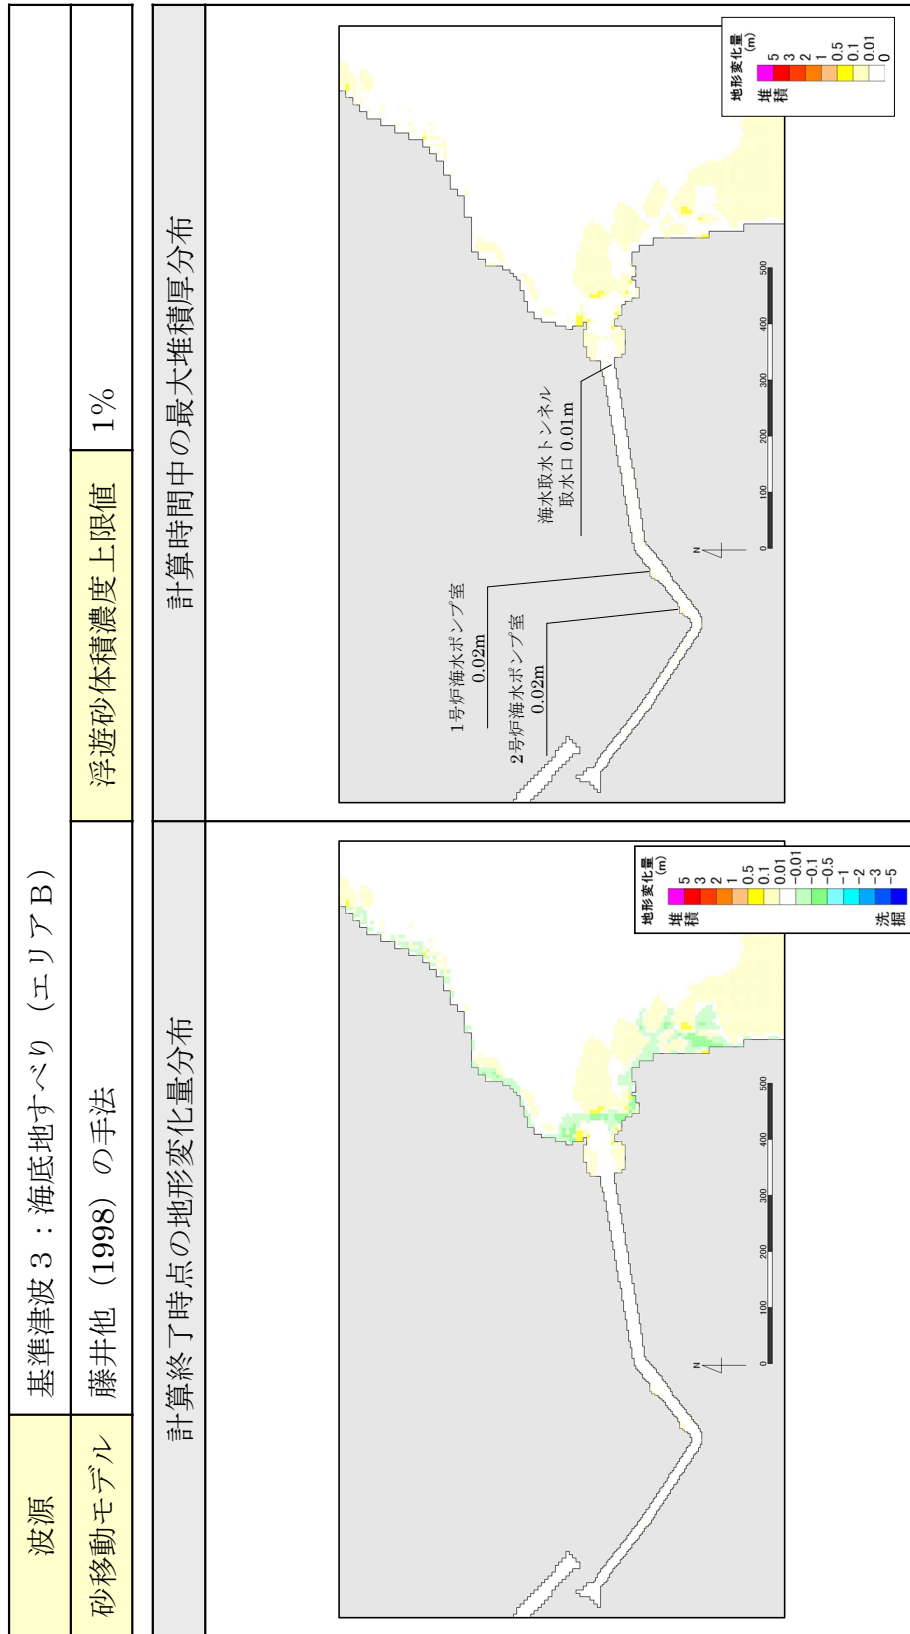 波源
基準津波３：海底地すべり（エリアＢ）
砂移動モデル
藤井他（1998）の手法
浮遊砂体積濃度上限値
1%
計算終了時点の地形変化量分布
計算時間中の最大堆積厚分布
N
0
100
200
300
400
500
地形変化量
(m)
堆積
5
3
2
1
0.5
0.1
0.01
-0.01
-0.1
-0.5
-1
-2
-3
-5
洗掘
1号炉海水ポンプ室
0.02m
2号炉海水ポンプ室
0.02m
海水取水トンネル
取水口 0.01m
N
0
100
200
300
400
500
地形変化量
(m)
堆積
5
3
2
1
0.5
0.1
0.01
0